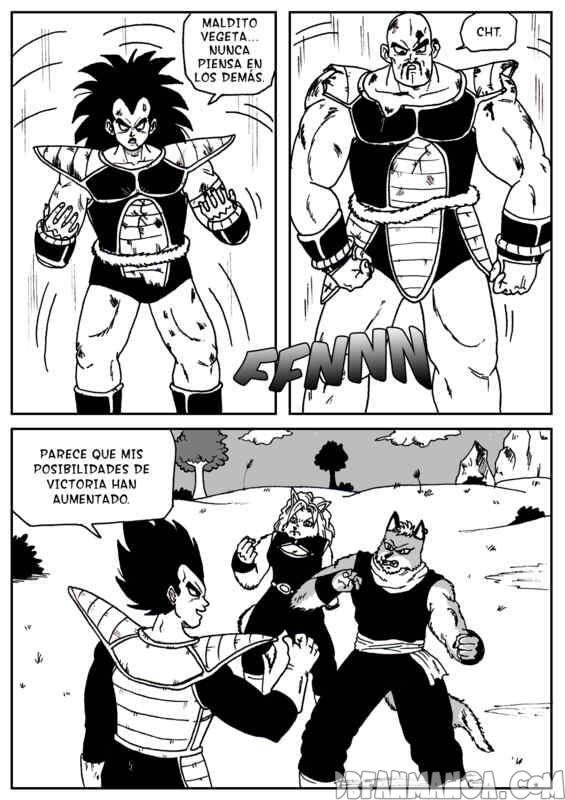 MALDITO
VEGETA...
NUNCA
PIENSA EN
LOS DEMÁS.
CHT.
FFNNN
PARECE QUE MIS
POSIBILIDADES DE
VICTORIA HAN
AUMENTADO.
DBFANMANGA.COM